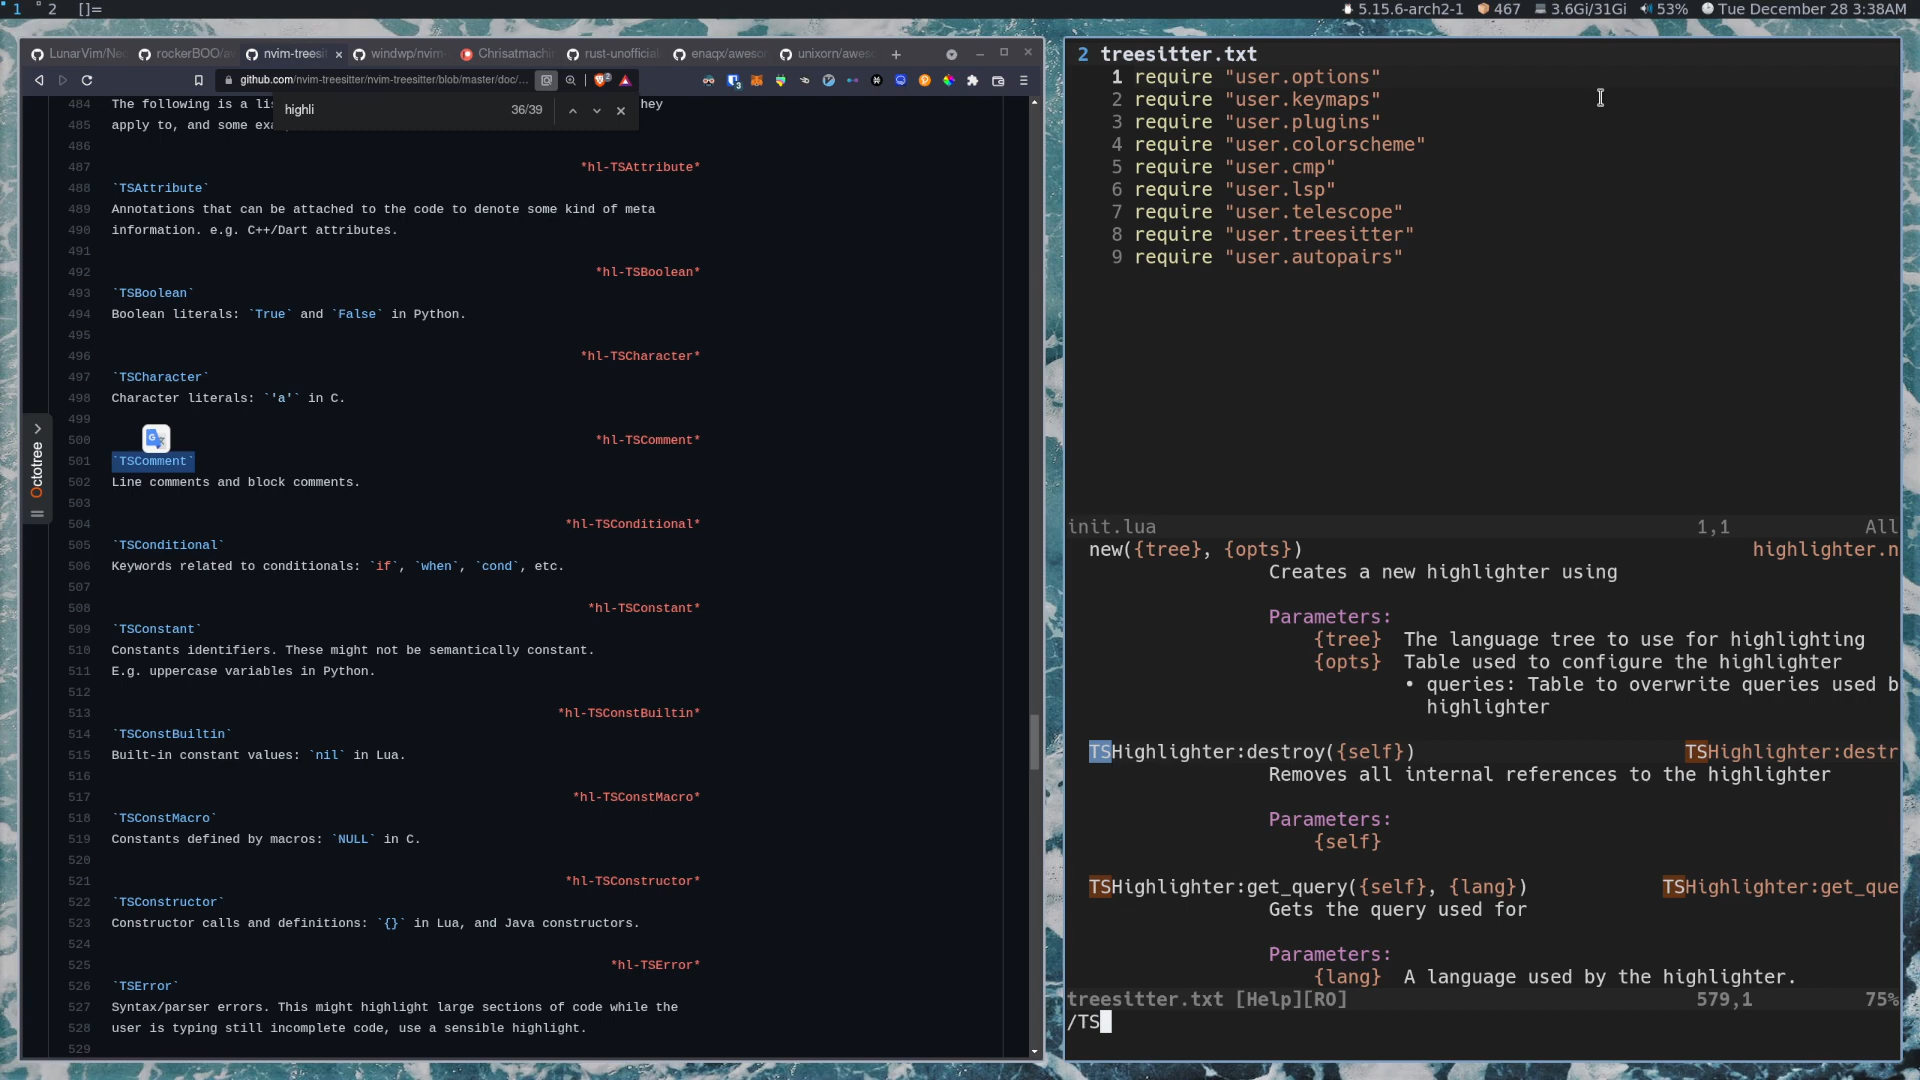 1 2 []= 5.15.6-arch2-1 467 3.6Gi/31Gi 53% Tue December 28 3:38AM
LunarVim/Ne rockerBOO/a nvim-treesi windwp/nvim- Chrisatmach rust-unofficial enaqx/aweso unixorn/awes
github.com/nvim-treesitter/nvim-treesitter/blob/master/doc/...
highli 36/39
484 The following is a lis hey
485 apply to, and some exa
486
487 *hl-TSAttribute*
488 `TSAttribute`
489 Annotations that can be attached to the code to denote some kind of meta
490 information. e.g. C++/Dart attributes.
491
492 *hl-TSBoolean*
493 `TSBoolean`
494 Boolean literals: `True` and `False` in Python.
495
496 *hl-TSCharacter*
497 `TSCharacter`
498 Character literals: `'a'` in C.
499
500 *hl-TSComment*
501 `TSComment`
502 Line comments and block comments.
503
504 *hl-TSConditional*
505 `TSConditional`
506 Keywords related to conditionals: `if`, `when`, `cond`, etc.
507
508 *hl-TSConstant*
509 `TSConstant`
510 Constants identifiers. These might not be semantically constant.
511 E.g. uppercase variables in Python.
512
513 *hl-TSConstBuiltin*
514 `TSConstBuiltin`
515 Built-in constant values: `nil` in Lua.
516
517 *hl-TSConstMacro*
518 `TSConstMacro`
519 Constants defined by macros: `NULL` in C.
520
521 *hl-TSConstructor*
522 `TSConstructor`
523 Constructor calls and definitions: `{}` in Lua, and Java constructors.
524
525 *hl-TSError*
526 `TSError`
527 Syntax/parser errors. This might highlight large sections of code while the
528 user is typing still incomplete code, use a sensible highlight.
529
Octotree
2 treesitter.txt
1 require "user.options"
2 require "user.keymaps"
3 require "user.plugins"
4 require "user.colorscheme"
5 require "user.cmp"
6 require "user.lsp"
7 require "user.telescope"
8 require "user.treesitter"
9 require "user.autopairs"
init.lua 1,1 All
new({tree}, {opts}) highlighter.n
Creates a new highlighter using
Parameters:
{tree} The language tree to use for highlighting
{opts} Table used to configure the highlighter
• queries: Table to overwrite queries used b
highlighter
TSHighlighter:destroy({self}) TSHighlighter:destr
Removes all internal references to the highlighter
Parameters:
{self}
TSHighlighter:get_query({self}, {lang}) TSHighlighter:get_que
Gets the query used for
Parameters:
{lang} A language used by the highlighter.
treesitter.txt [Help][RO] 579,1 75%
/TS